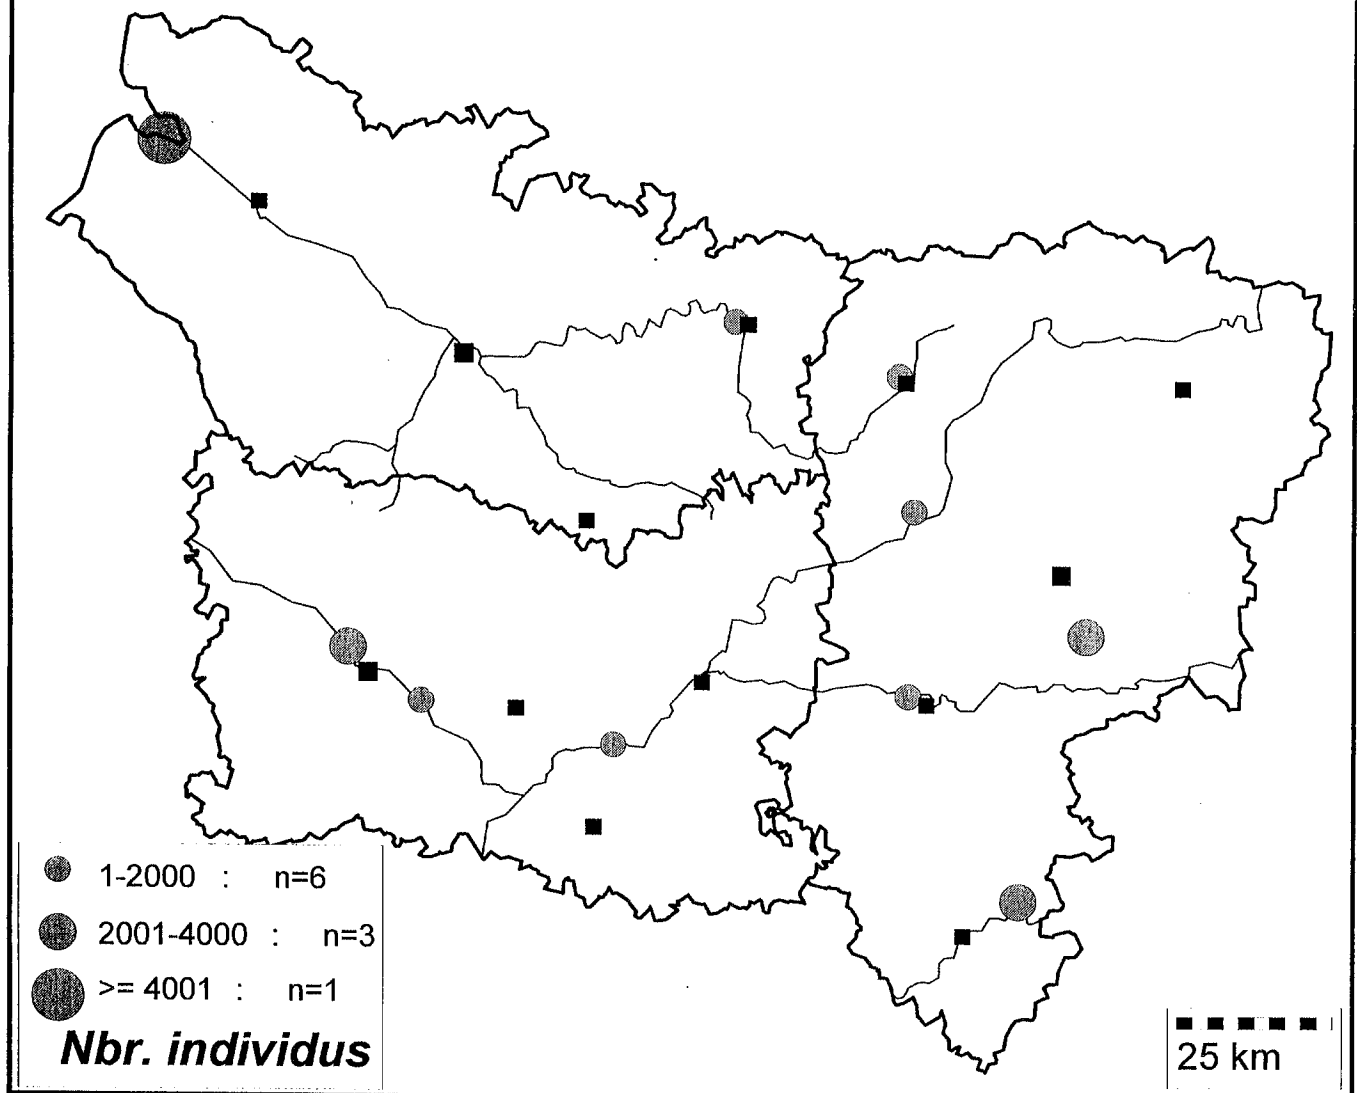 1-2000 : n=6
2001-4000 : n=3
>= 4001 : n=1
Nbr. individus
25 km